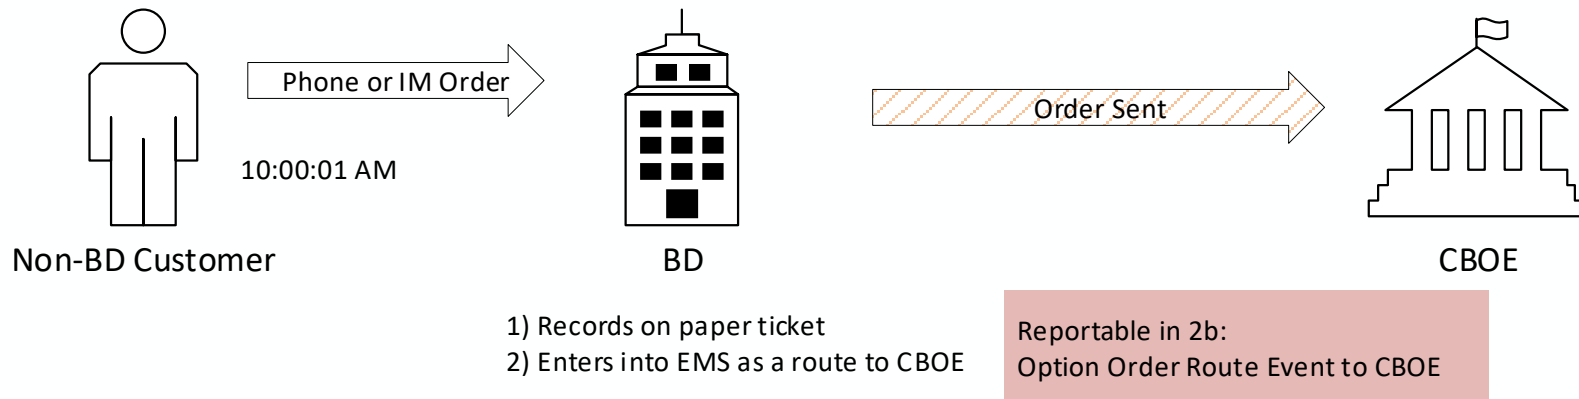 Phone or IM Order
Order Sent
10:00:01 AM
Non-BD Customer
BD
CBOE
1) Records on paper ticket
2) Enters into EMS as a route to CBOE
Reportable in 2b:
Option Order Route Event to CBOE